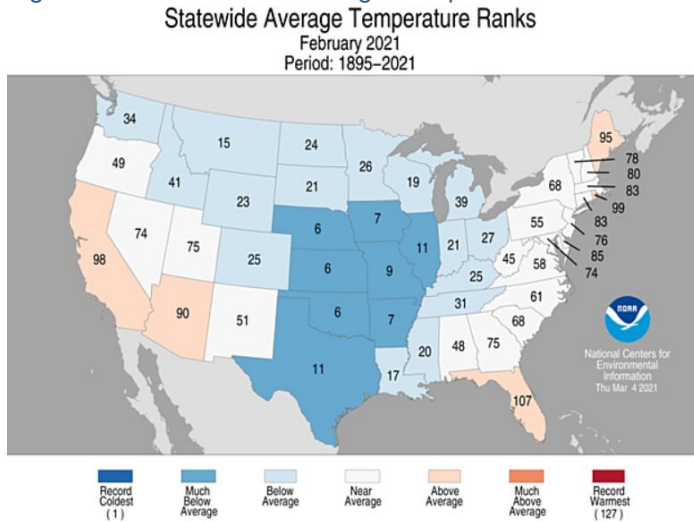 Statewide Average Temperature Ranks
February 2021
Period: 1895–2021
34
15
24
26
19
39
95
49
41
23
21
68
78
80
83
99
83
76
85
74
74
75
25
6
7
11
21
27
55
98
6
9
25
45
58
90
51
6
7
31
61
11
17
20
48
75
68
107
NOAA
National Centers for
Environmental
Information
Thu Mar 4 2021
Record
Coldest
(1)
Much
Below
Average
Below
Average
Near
Average
Above
Average
Much
Above
Average
Record
Warmest
(127)